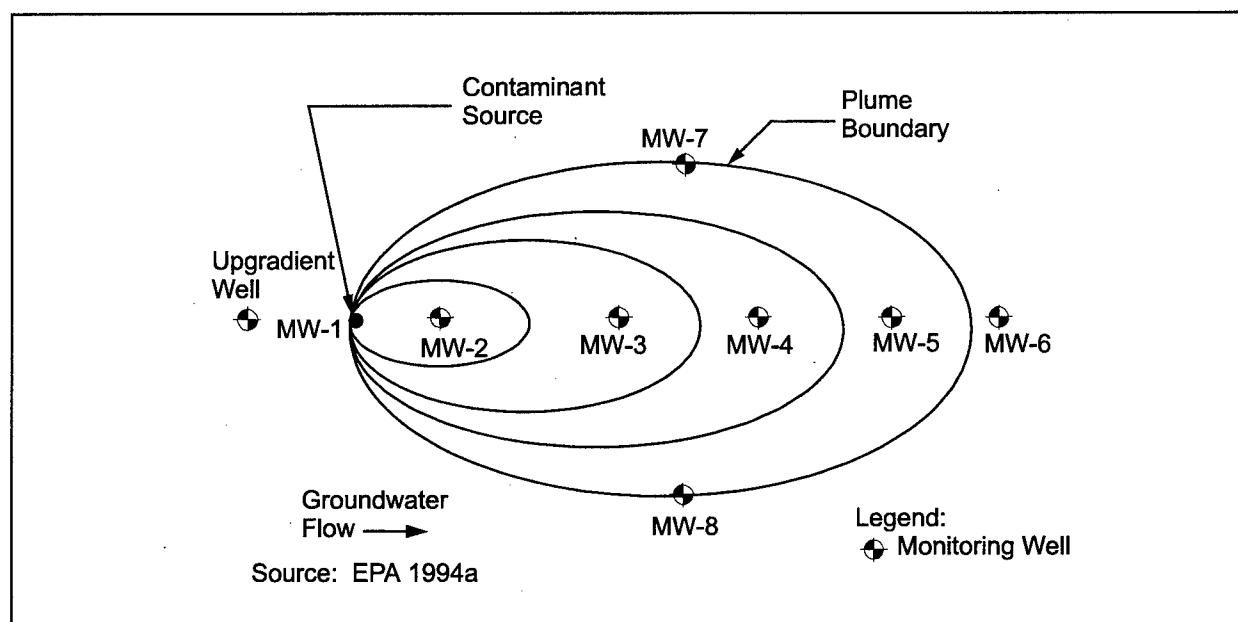 Contaminant
Source
Plume
Boundary
MW-7
Upgradient
Well
MW-1
MW-2
MW-3
MW-4
MW-5
MW-6
MW-8
Groundwater
Flow
Legend:
Monitoring Well
Source: EPA 1994a